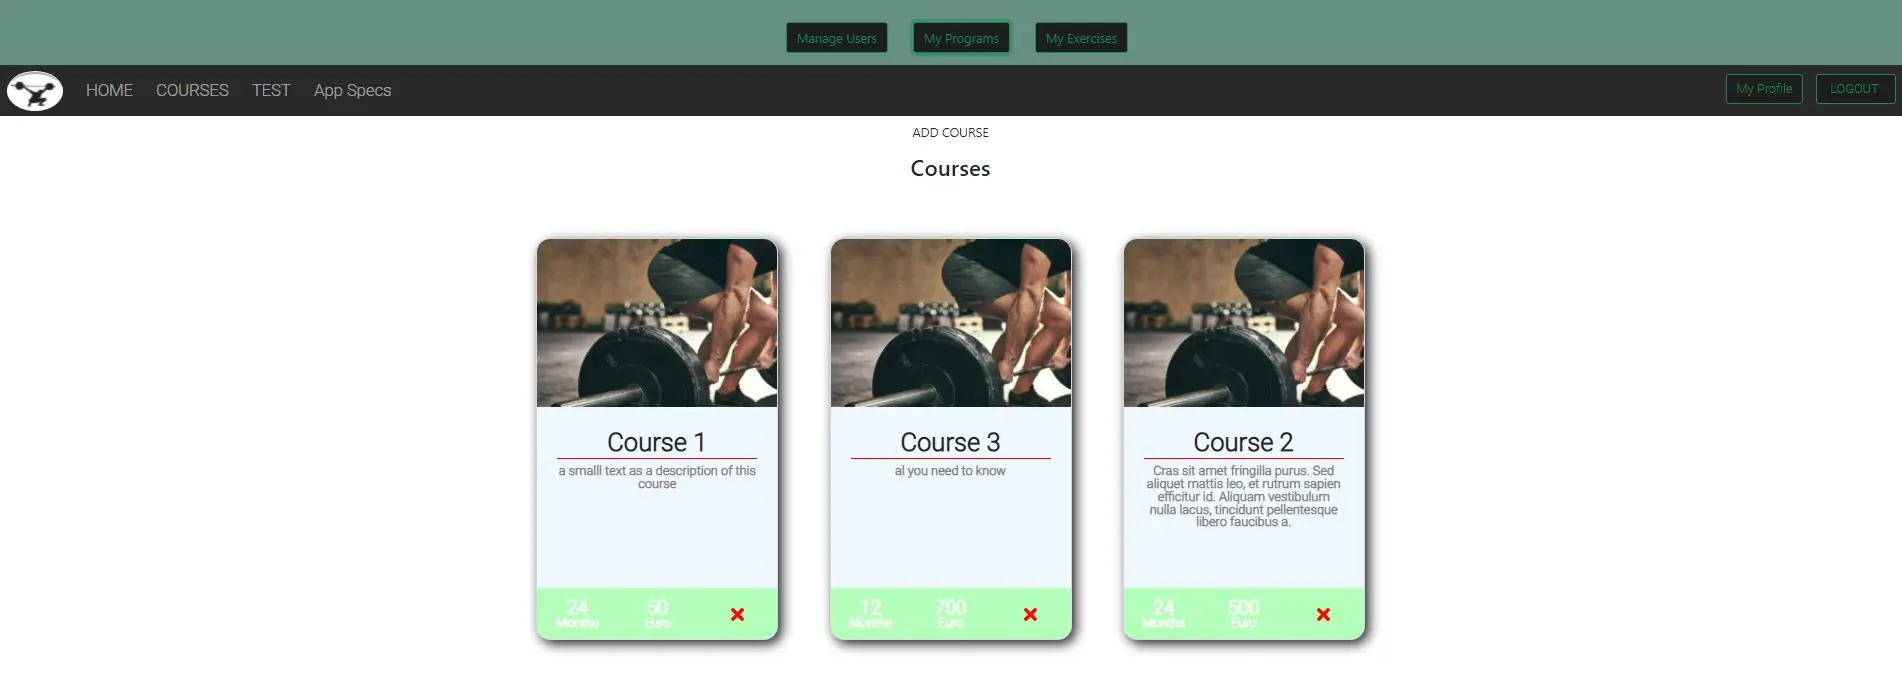 Manage Users
My Programs
My Exercises
HOME
COURSES
TEST
App Specs
My Profile
LOGOUT
ADD COURSE
Courses
Course 1
a smalll text as a description of this
course
24
Months
50
Euro
Course 3
al you need to know
12
Months
700
Euro
Course 2
Cras sit amet fringilla purus. Sed
aliquet mattis leo, et rutrum sapien
efficitur id. Aliquam vestibulum
nulla lacus, tincidunt pellentesque
libero faucibus a.
24
Months
500
Euro